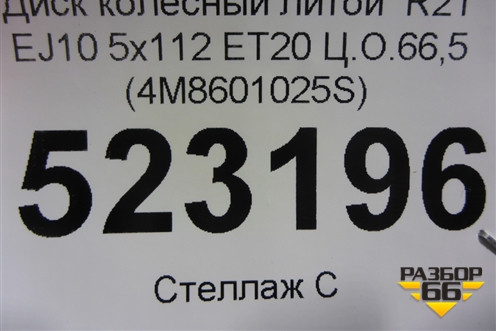 Диск колесный литой R21
EJ10 5x112 ET20 Ц.О.66,5
(4M8601025S)
523196
Стеллаж С
РАЗБОР
66